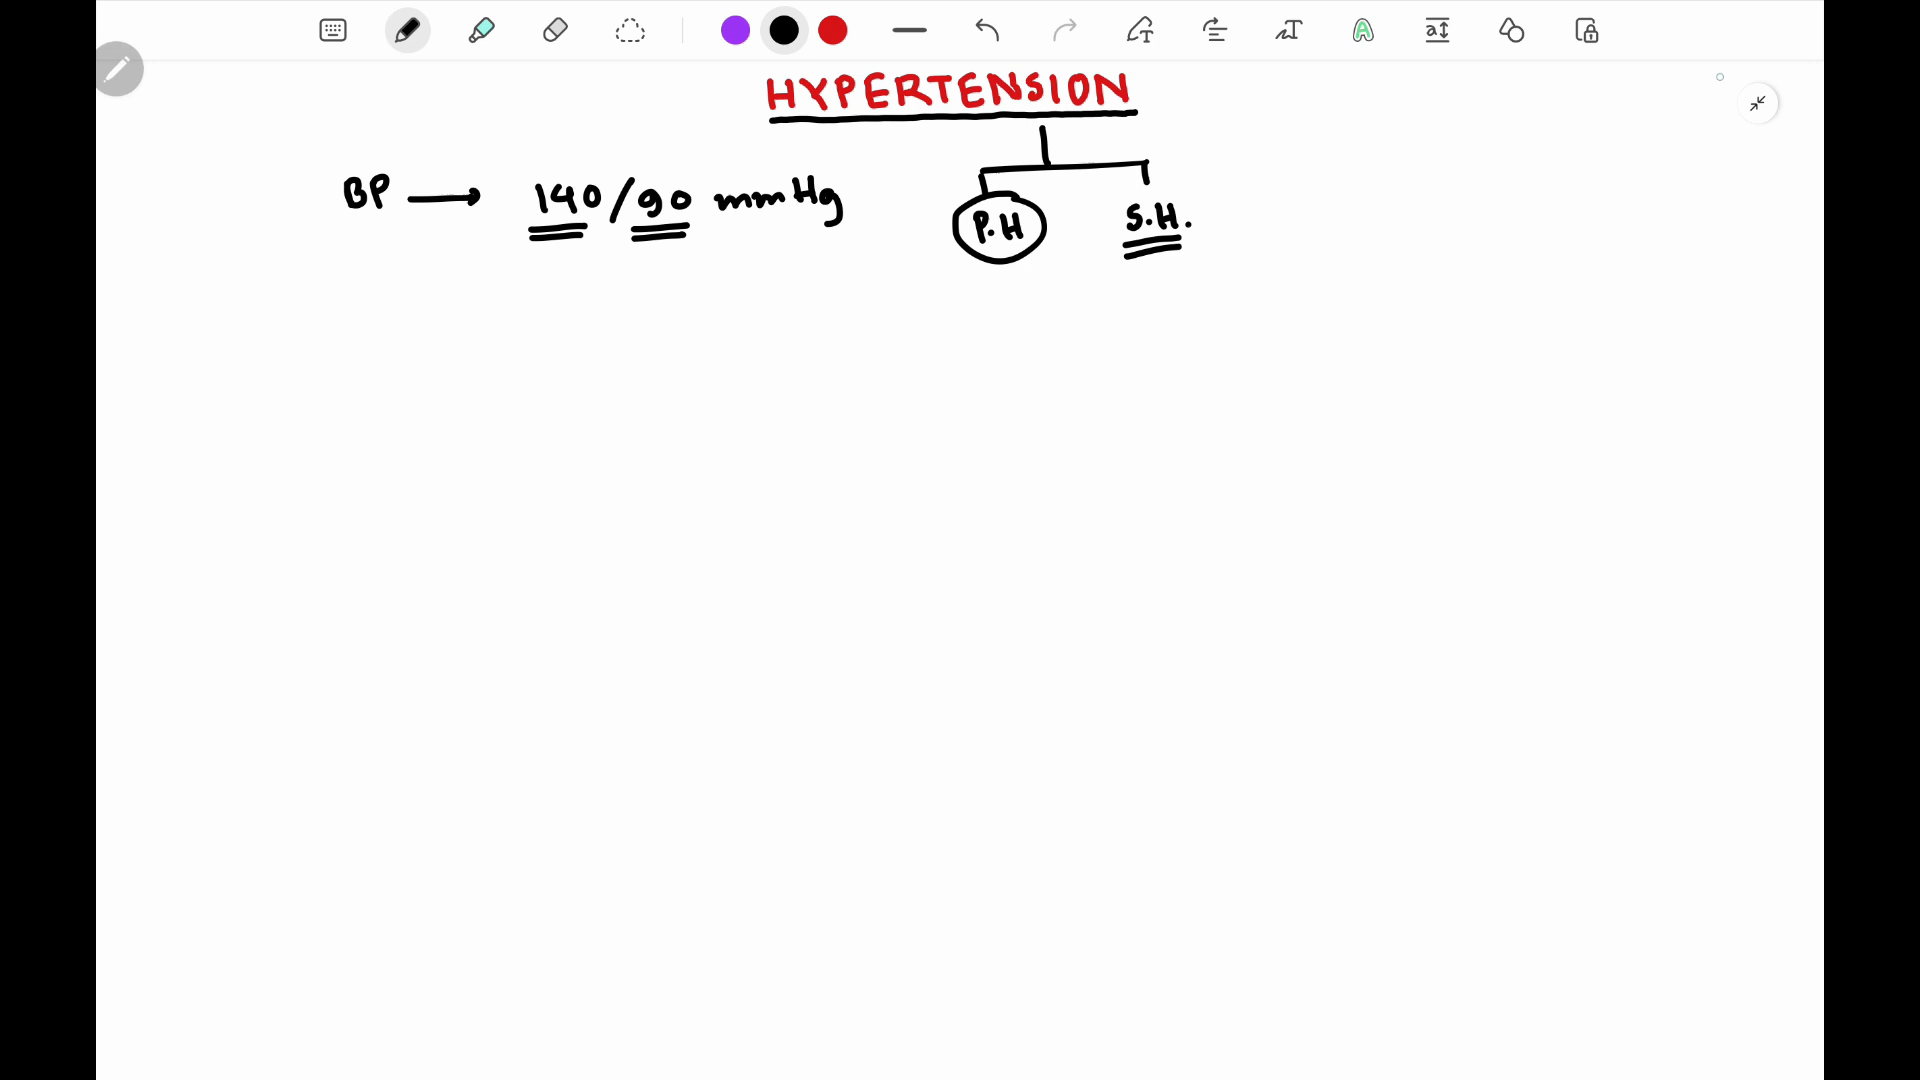 HYPERTENSION
BP → 140/90 mmHg
P.H S.H.